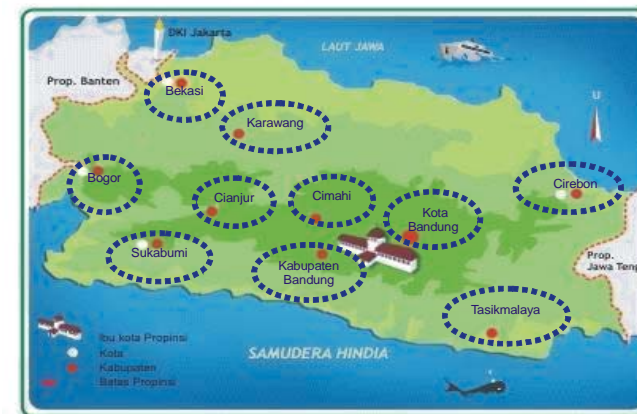 DKI Jakarta
LAUT JAWA
Prop. Banten
Bekasi
U
Karawang
Bogor
Cianjur
Cimahi
Cirebon
Kota
Bandung
Sukabumi
Kabupaten
Bandung
Prop.
Jawa Teng
Tasikmalaya
Ibu kota Propinsi
Kota
Kabupaten
Batas Propinsi
SAMUDERA HINDIA